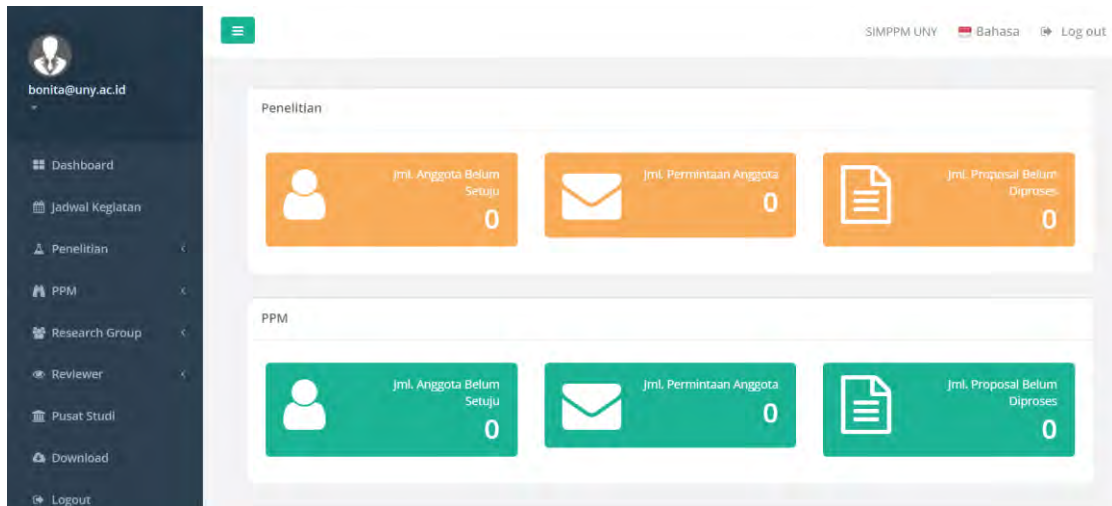 SIMPPM UNY Bahasa Log out
bonita@uny.ac.id
Dashboard
Jadwal Kegiatan
Penelitian
PPM
Research Group
Reviewer
Pusat Studi
Download
Logout
Penelitian
Jml. Anggota Belum
Setuju
0
Jml. Permintaan Anggota
0
Jml. Proposal Belum
Diproses
0
PPM
Jml. Anggota Belum
Setuju
0
Jml. Permintaan Anggota
0
Jml. Proposal Belum
Diproses
0